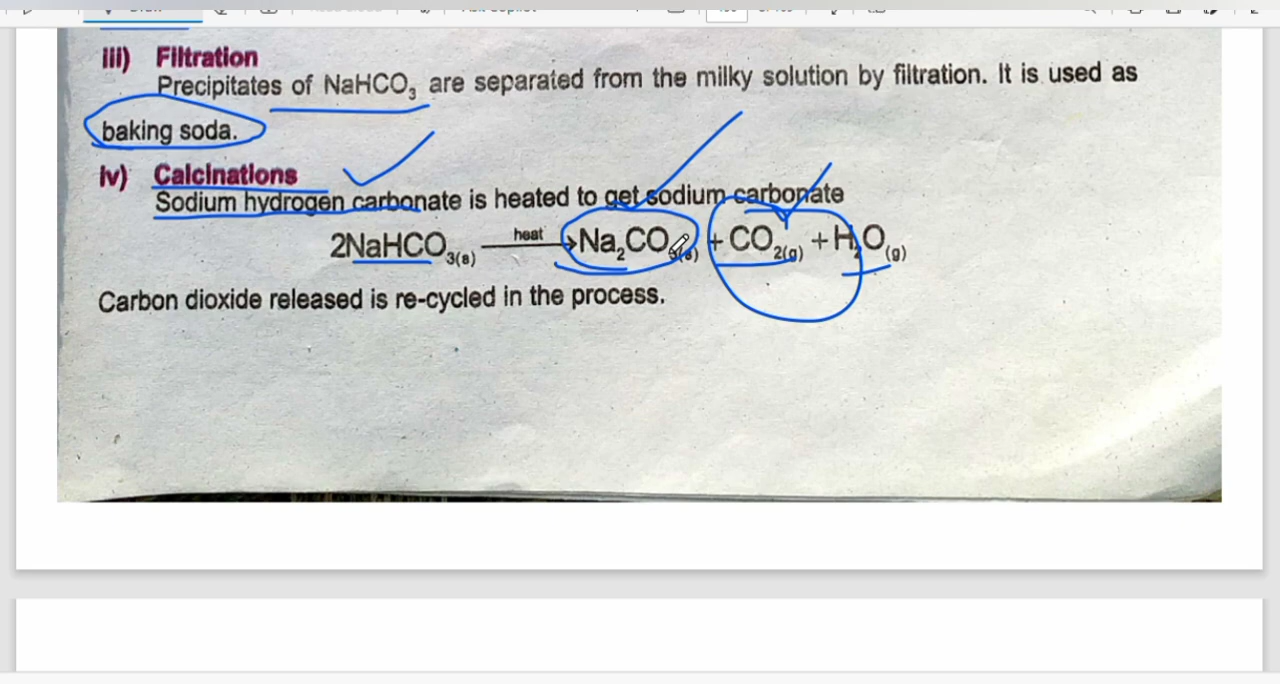 iii) Filtration
Precipitates of NaHCO₃ are separated from the milky solution by filtration. It is used as
baking soda.
iv) Calcinations
Sodium hydrogen carbonate is heated to get sodium carbonate
2NaHCO₃(s) heat→ Na₂CO₃(s) + CO₂(g) + H₂O(g)
Carbon dioxide released is re-cycled in the process.